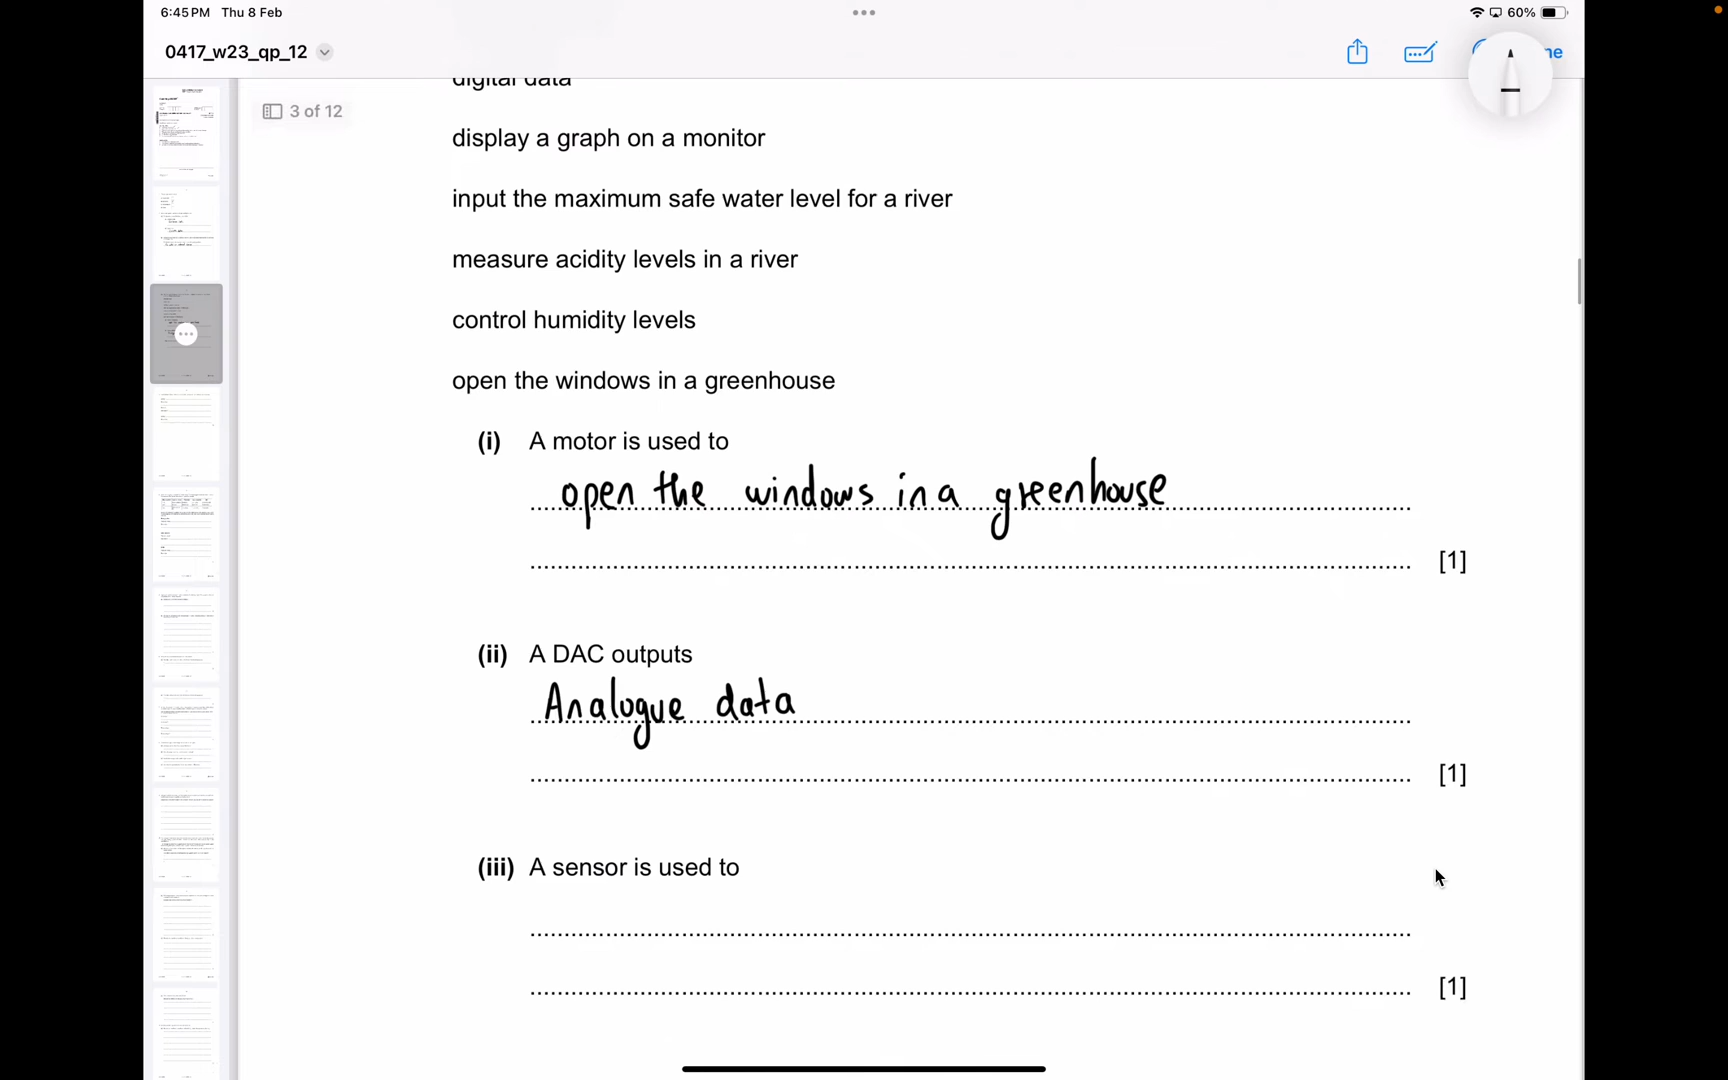 6:45 PM Thu 8 Feb
60%
0417_w23_qp_12
digital data
3 of 12
display a graph on a monitor
input the maximum safe water level for a river
measure acidity levels in a river
control humidity levels
open the windows in a greenhouse
(i) A motor is used to
open the windows in a greenhouse
[1]
(ii) A DAC outputs
Analogue data
[1]
(iii) A sensor is used to
[1]